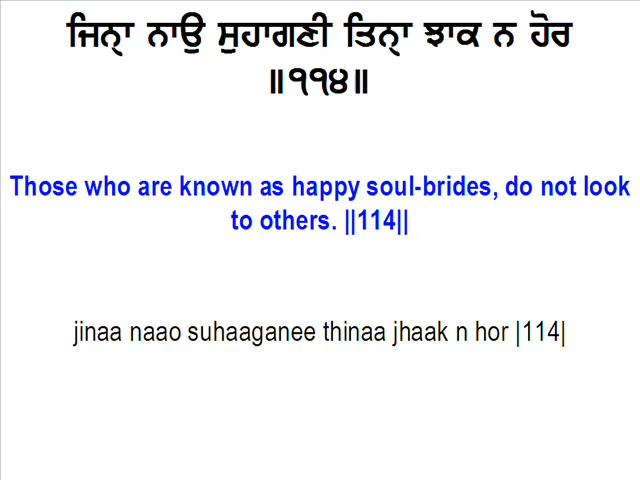 ਜਿਨ੍ਹਾ ਨਾਉ ਸੁਹਾਗਣੀ ਤਿਨ੍ਹਾ ਝਾਕ ਨ ਹੋਰ
॥੧੧੪॥
Those who are known as happy soul-brides, do not look
to others. ||114||
jinaa naao suhaaganee thinaa jhaak n hor |114|